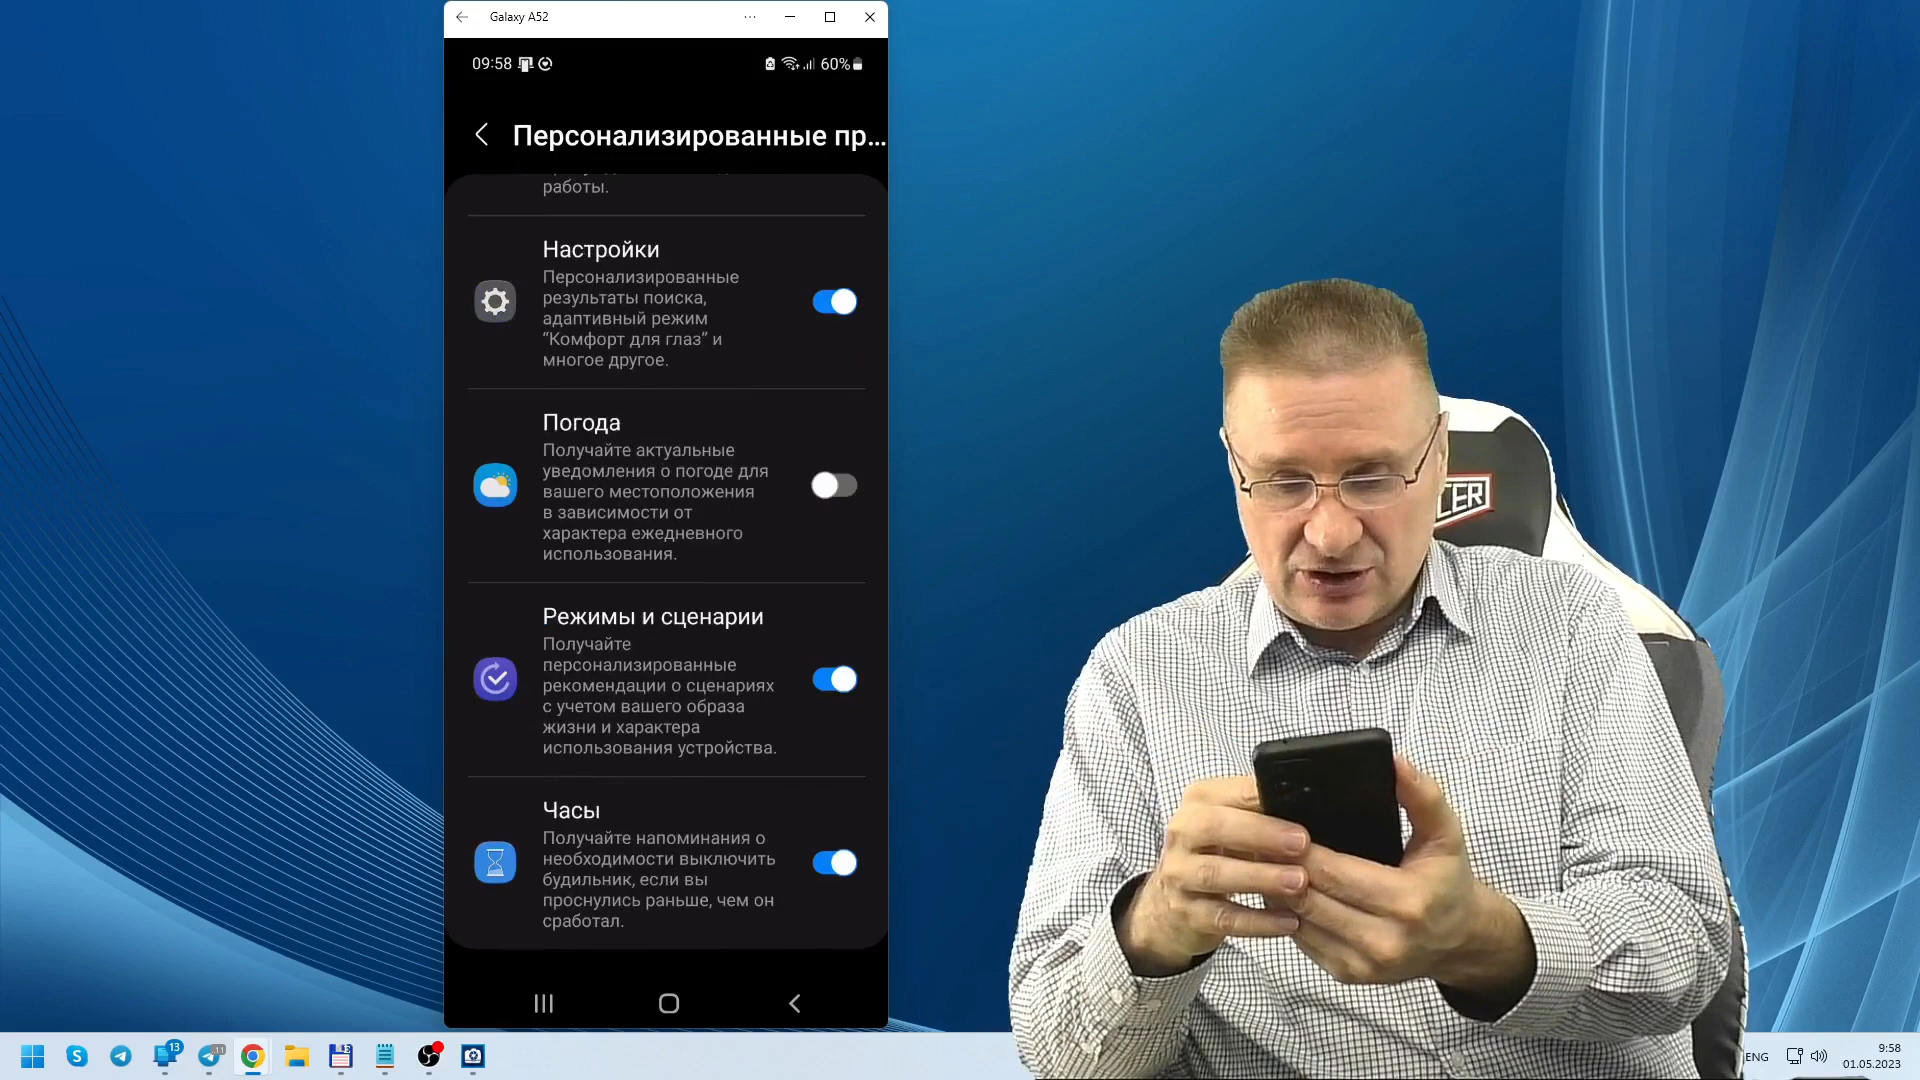 Galaxy A52
09:58
60%
Персонализированные пр...
работы.
Настройки
Персонализированные
результаты поиска,
адаптивный режим
“Комфорт для глаз” и
многое другое.
Погода
Получайте актуальные
уведомления о погоде для
вашего местоположения
в зависимости от
характера ежедневного
использования.
Режимы и сценарии
Получайте
персонализированные
рекомендации о сценариях
с учетом вашего образа
жизни и характера
использования устройства.
Часы
Получайте напоминания о
необходимости выключить
будильник, если вы
проснулись раньше, чем он
сработал.
13
11
ENG
9:58
01.05.2023